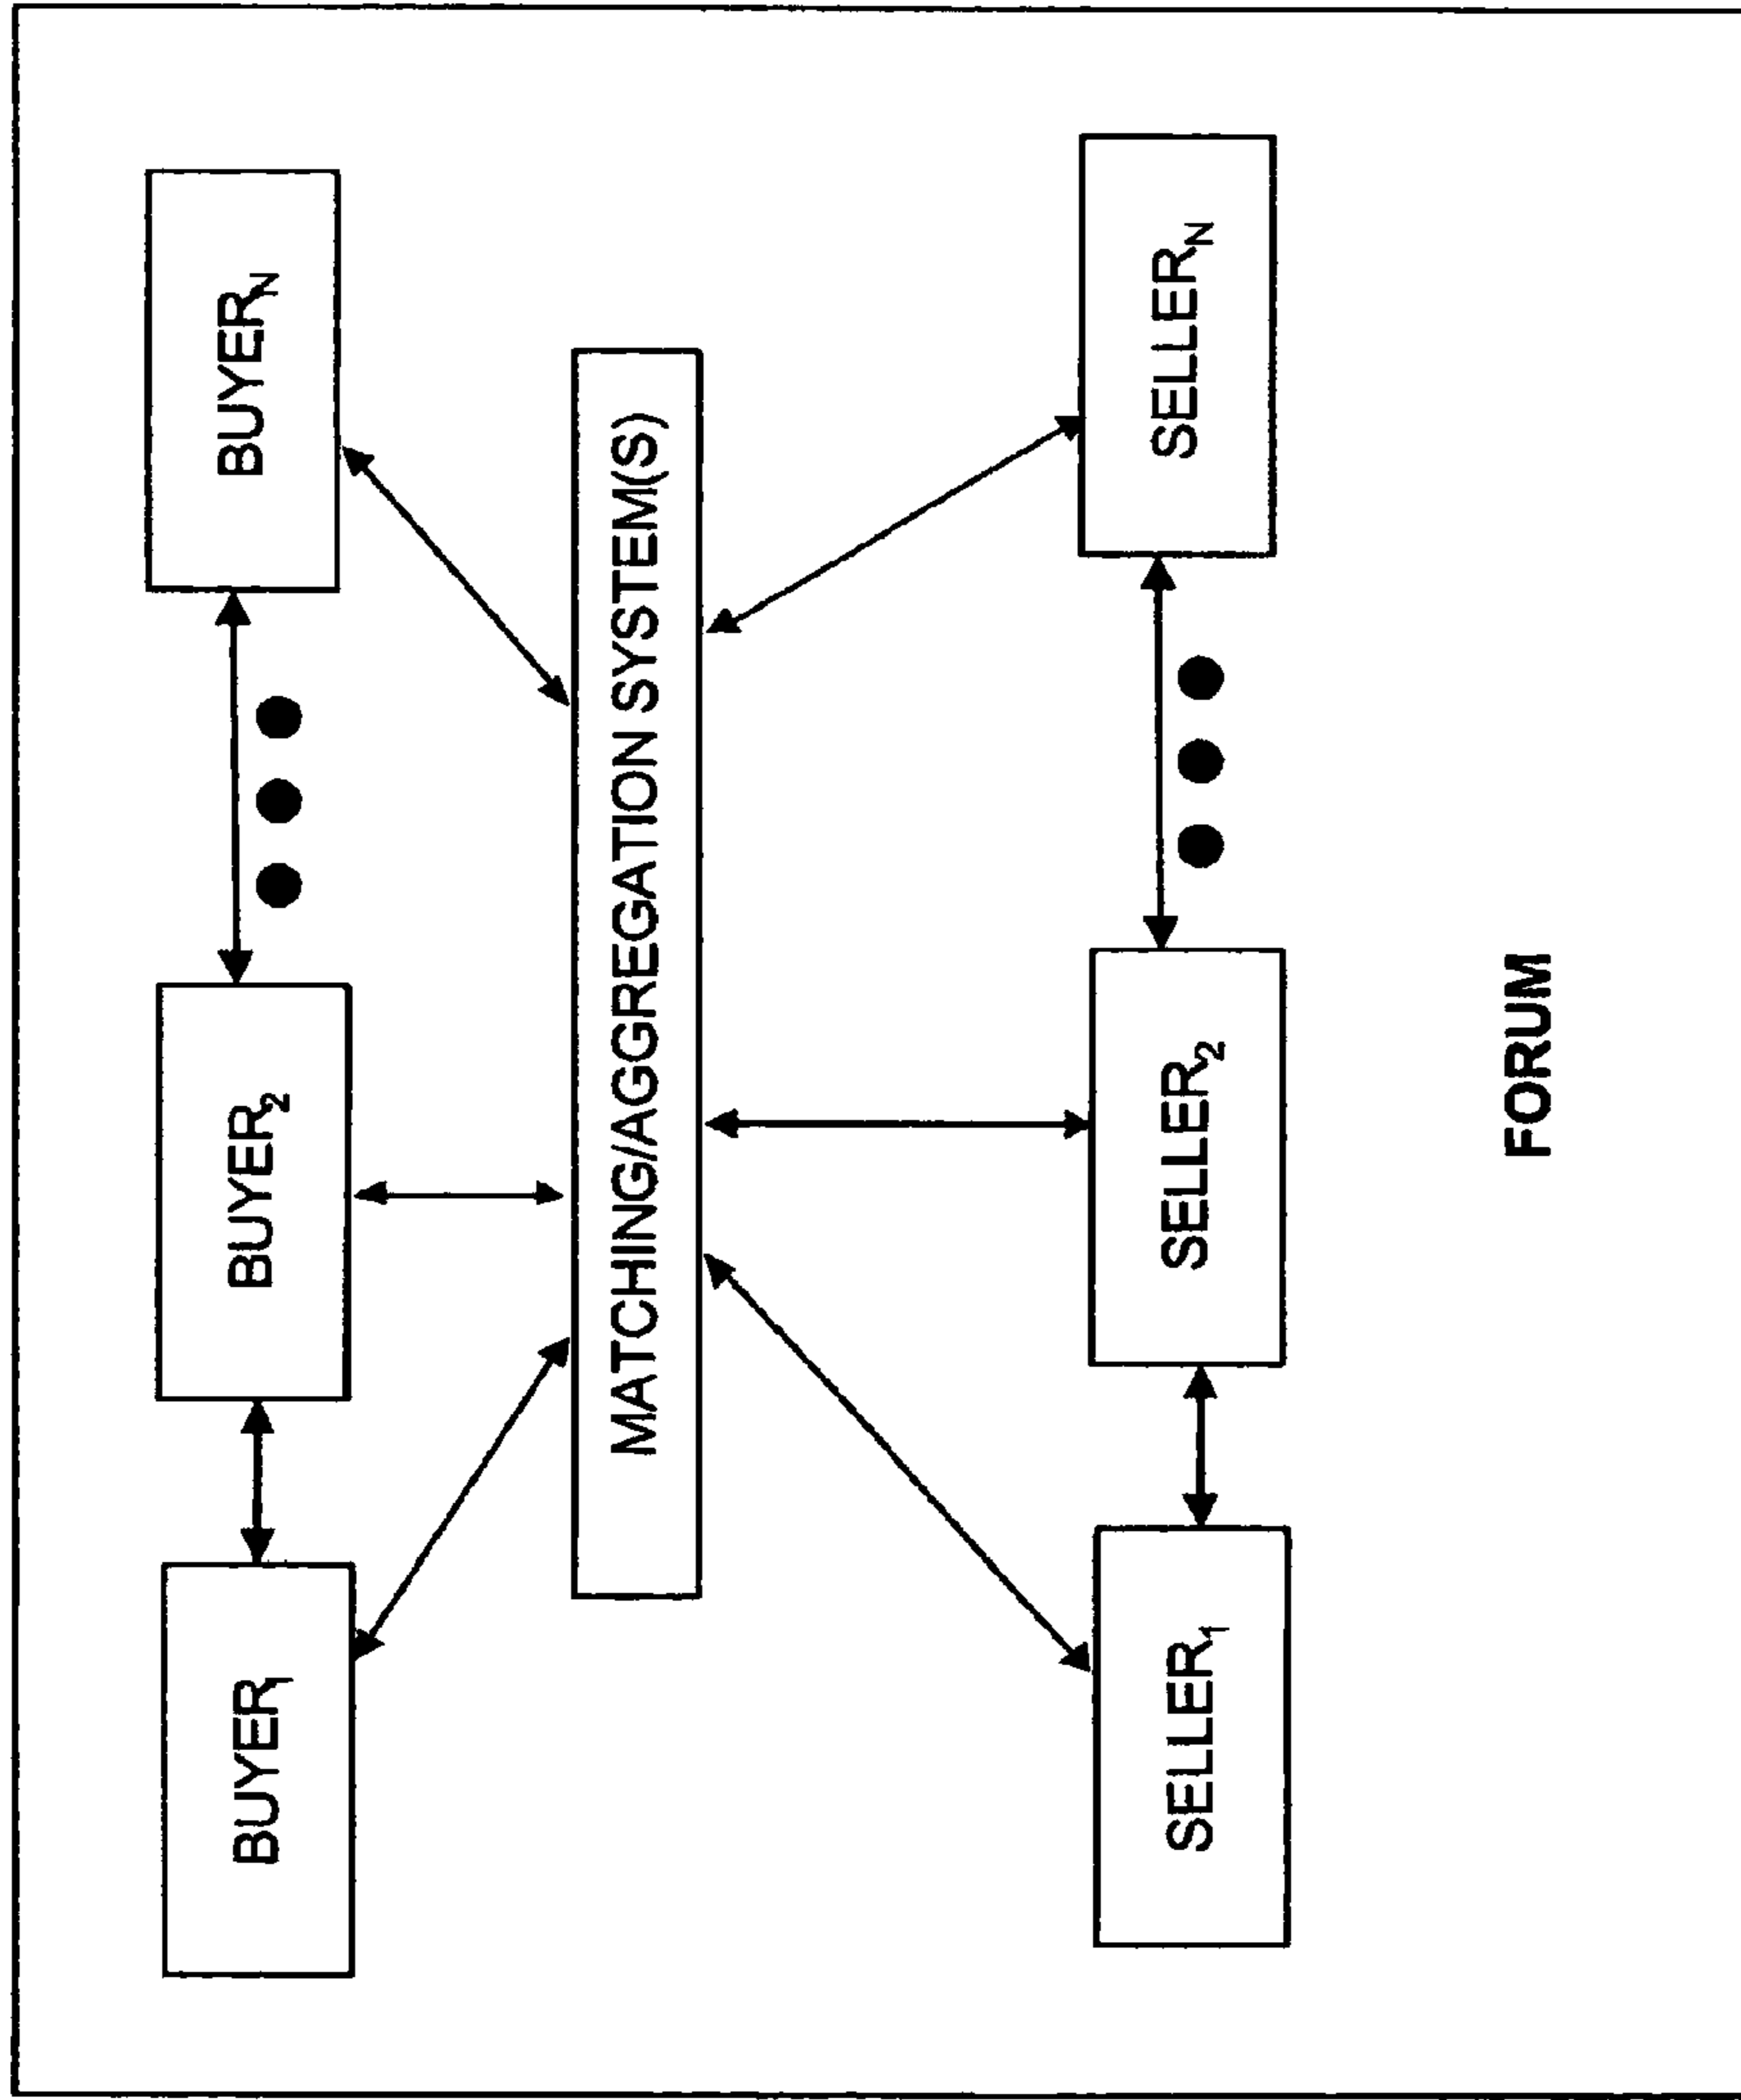 BUYER1
BUYER2
BUYERN
MATCHING/AGGREGATION SYSTEM(S)
SELLER1
SELLER2
SELLERN
FORUM